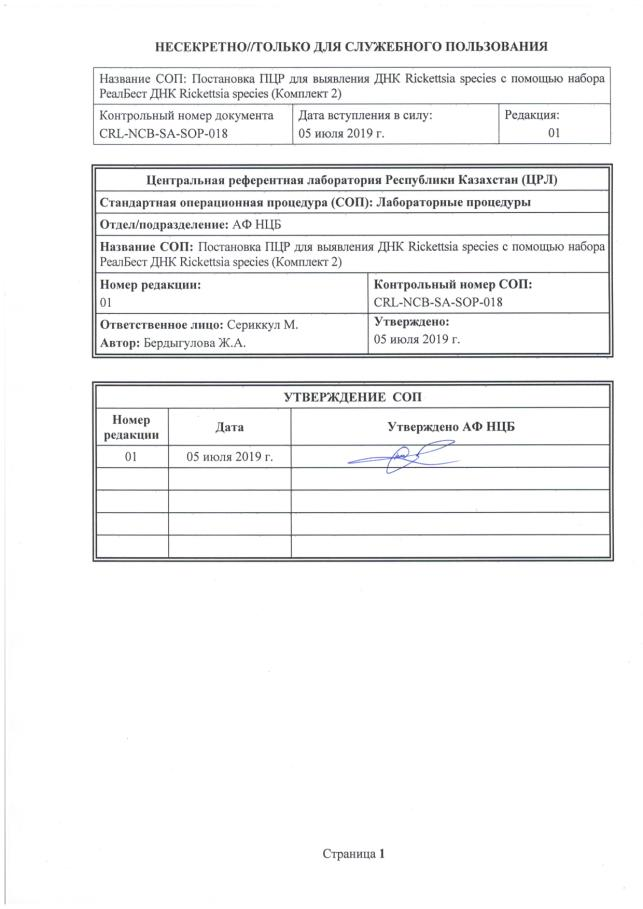 НЕСЕКРЕТНО//ТОЛЬКО ДЛЯ СЛУЖЕБНОГО ПОЛЬЗОВАНИЯ
Название СОП: Постановка ПЦР для выявления ДНК Rickettsia species с помощью набора
РеалБест ДНК Rickettsia species (Комплект 2)
Контрольный номер документа
CRL-NCB-SA-SOP-018
Дата вступления в силу:
05 июля 2019 г.
Редакция:
01
Центральная референтная лаборатория Республики Казахстан (ЦРЛ)
Стандартная операционная процедура (СОП): Лабораторные процедуры
Отдел/подразделение: АФ НЦБ
Название СОП: Постановка ПЦР для выявления ДНК Rickettsia species с помощью набора
РеалБест ДНК Rickettsia species (Комплект 2)
Номер редакции:
01
Контрольный номер СОП:
CRL-NCB-SA-SOP-018
Ответственное лицо: Сериккул М.
Автор: Бердыгулова Ж.А.
Утверждено:
05 июля 2019 г.
УТВЕРЖДЕНИЕ СОП
Номер
редакции
Дата
Утверждено АФ НЦБ
01
05 июля 2019 г.
Страница 1